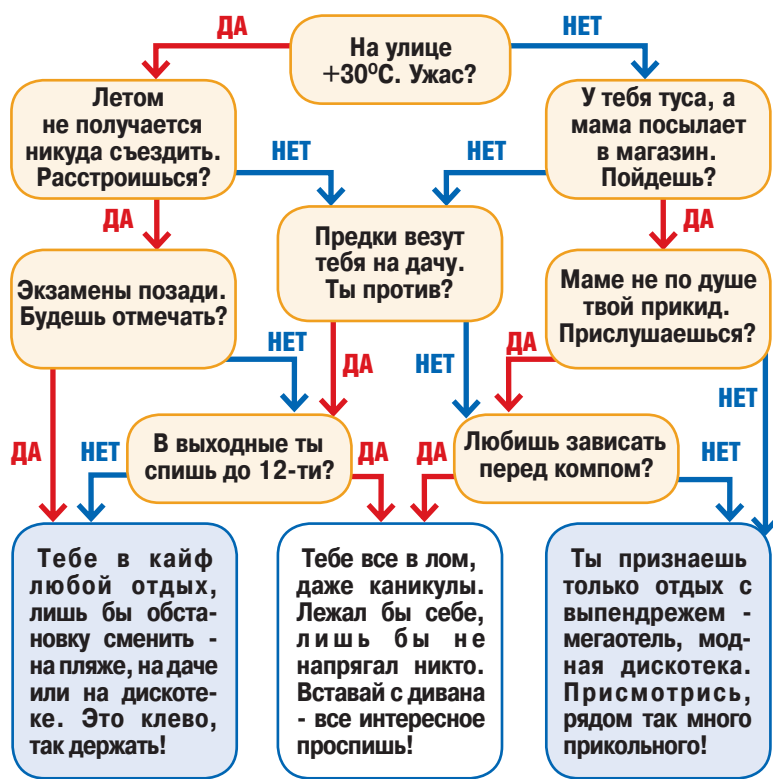 ДА
НЕТ
На улице
+30⁰С. Ужас?
Летом
не получается
никуда съездить.
Расстроишься?
НЕТ
НЕТ
У тебя туса, а
мама посылает
в магазин.
Пойдешь?
ДА
ДА
Предки везут
тебя на дачу.
Ты против?
Экзамены позади.
Будешь отмечать?
Маме не по душе
твой прикид.
Прислушаешься?
НЕТ
ДА
НЕТ
ДА
НЕТ
ДА
НЕТ
В выходные ты
спишь до 12-ти?
ДА
ДА
Любишь зависать
перед компом?
НЕТ
Тебе в кайф
любой отдых,
лишь бы обста-
новку сменить -
на пляже, на даче
или на дискоте-
ке. Это клево,
так держать!
Тебе все в лом,
даже каникулы.
Лежал бы себе,
лишь бы не
напрягал никто.
Вставай с дивана
- все интересное
проспишь!
Ты признаешь
только отдых с
выпендрежем -
мегаотель, мод-
ная дискотека.
Присмотрись,
рядом так много
прикольного!